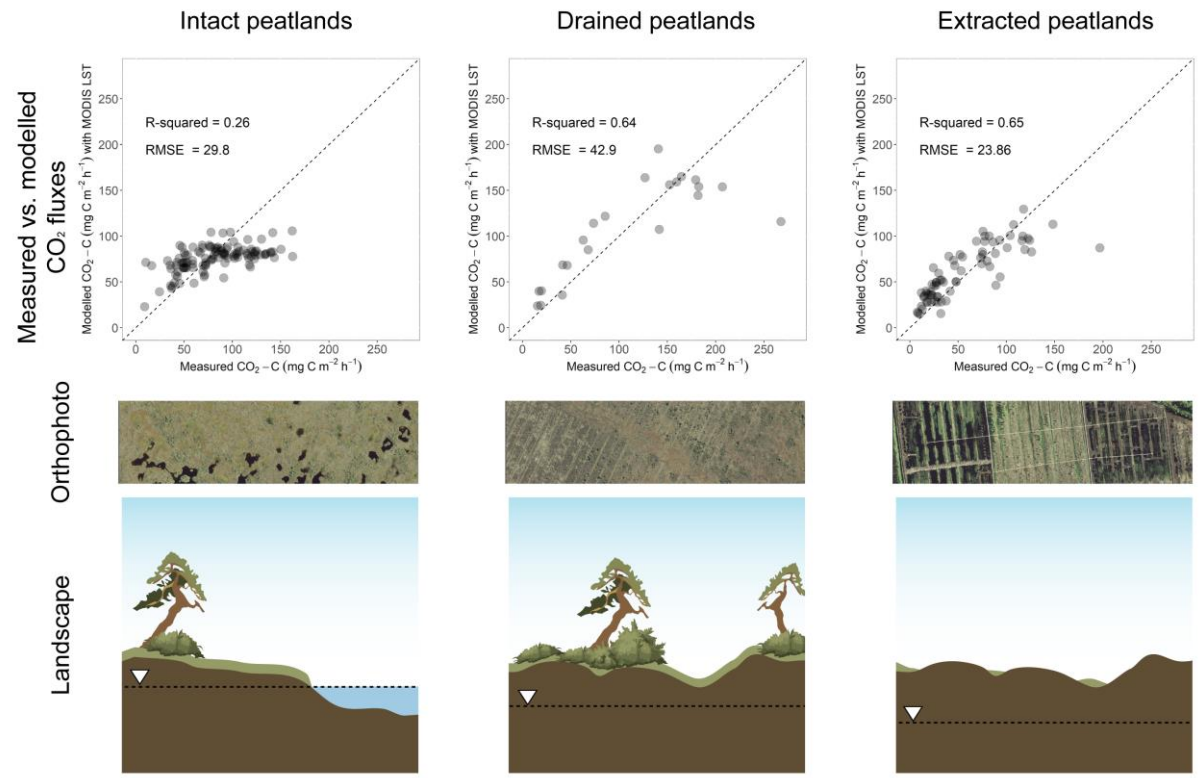 Intact peatlands
Drained peatlands
Extracted peatlands
Measured vs. modelled
CO₂ fluxes
Modelled CO₂ – C (mg C m⁻² h⁻¹) with MODIS LST
250
200
150
100
50
0
R-squared = 0.26
RMSE = 29.8
0 50 100 150 200 250
Measured CO₂ – C (mg C m⁻² h⁻¹)
Modelled CO₂ – C (mg C m⁻² h⁻¹) with MODIS LST
250
200
150
100
50
0
R-squared = 0.64
RMSE = 42.9
0 50 100 150 200 250
Measured CO₂ – C (mg C m⁻² h⁻¹)
Modelled CO₂ – C (mg C m⁻² h⁻¹) with MODIS LST
250
200
150
100
50
0
R-squared = 0.65
RMSE = 23.86
0 50 100 150 200 250
Measured CO₂ – C (mg C m⁻² h⁻¹)
Orthophoto
Landscape